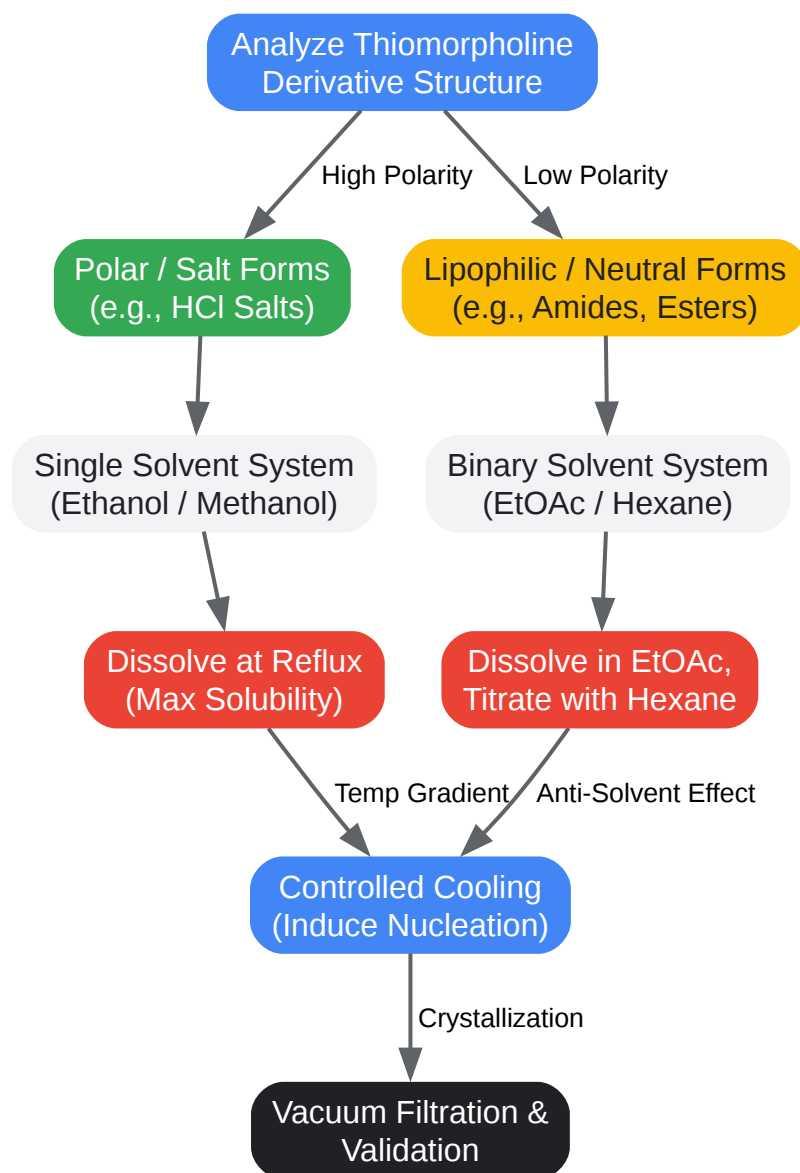 Analyze Thiomorpholine
Derivative Structure
High Polarity
Low Polarity
Polar / Salt Forms
(e.g., HCl Salts)
Lipophilic / Neutral Forms
(e.g., Amides, Esters)
Single Solvent System
(Ethanol / Methanol)
Binary Solvent System
(EtOAc / Hexane)
Dissolve at Reflux
(Max Solubility)
Dissolve in EtOAc,
Titrate with Hexane
Temp Gradient
Anti-Solvent Effect
Controlled Cooling
(Induce Nucleation)
Crystallization
Vacuum Filtration &
Validation